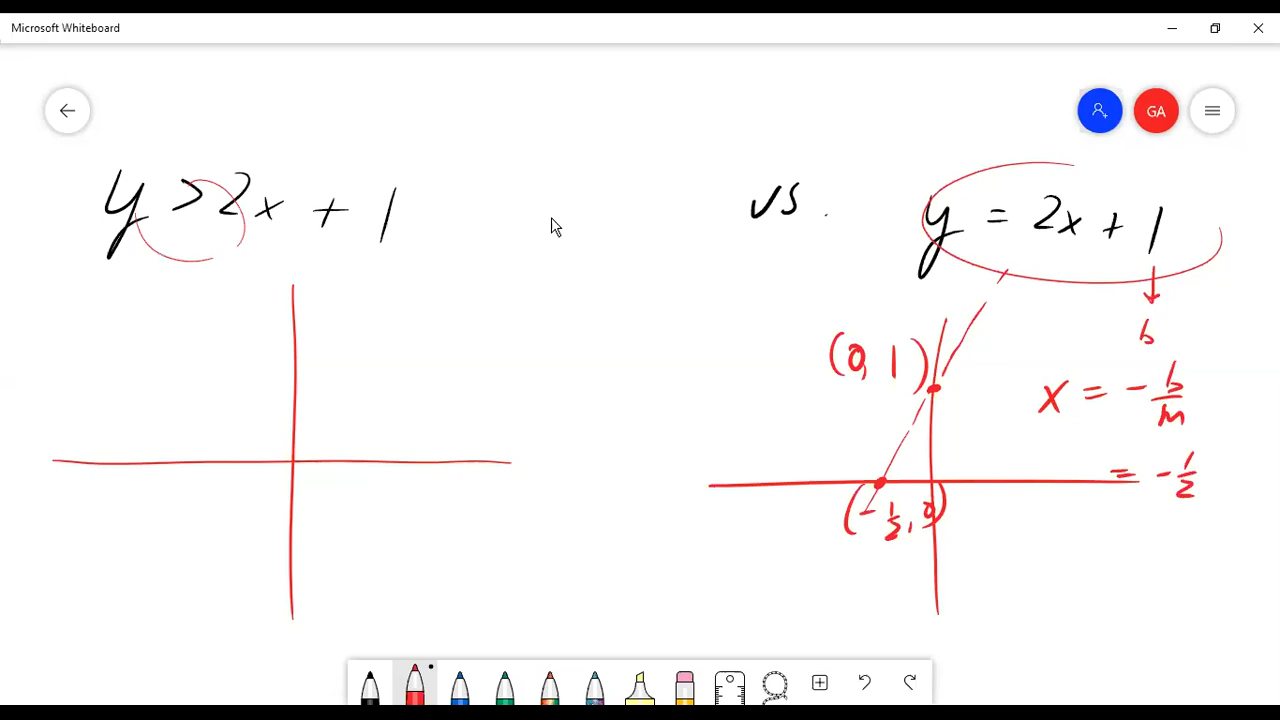 Microsoft Whiteboard
GA
y > 2x + 1
vs.
y = 2x + 1
b
(0, 1)
x = - b/m
= - 1/2
(- 1/2, 0)